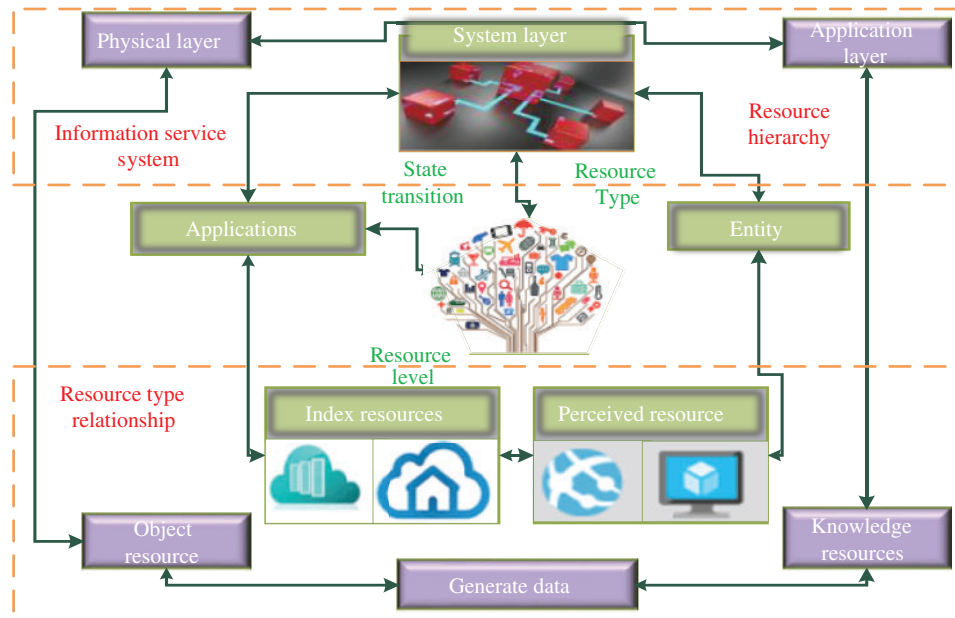 Physical layer
System layer
Application
layer
Information service
system
Resource
hierarchy
State
transition
Resource
Type
Applications
Entity
Resource
level
Resource type
relationship
Index resources
Perceived resource
Object
resource
Knowledge
resources
Generate data